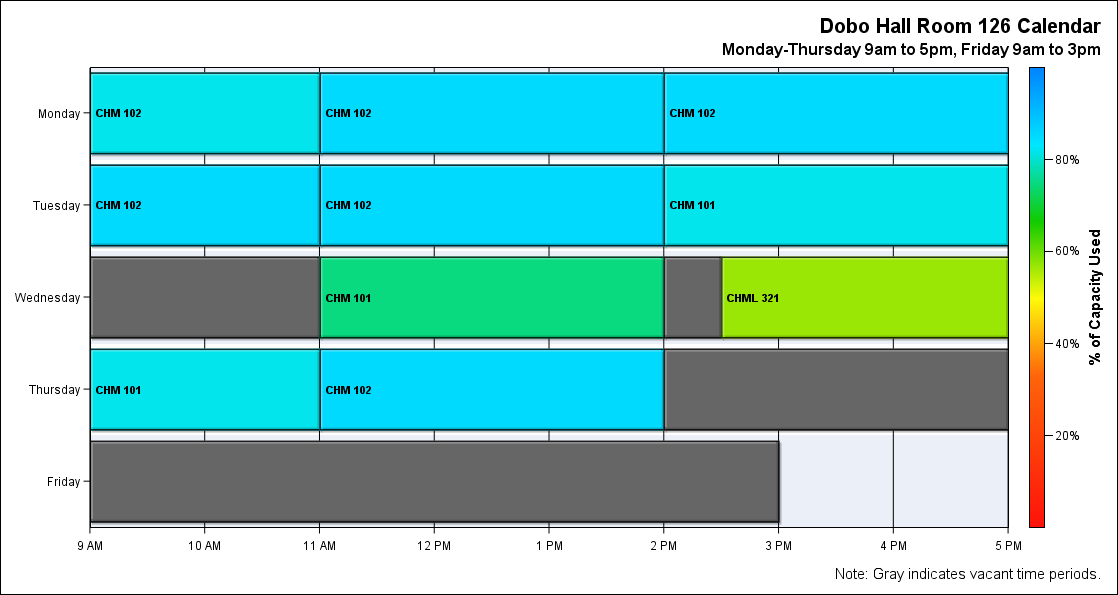 Dobo Hall Room 126 Calendar
Monday-Thursday 9am to 5pm, Friday 9am to 3pm
Monday
CHM 102
CHM 102
CHM 102
Tuesday
CHM 102
CHM 102
CHM 101
Wednesday
CHM 101
CHML 321
Thursday
CHM 101
CHM 102
Friday
9 AM
10 AM
11 AM
12 PM
1 PM
2 PM
3 PM
4 PM
5 PM
80%
60%
40%
20%
% of Capacity Used
Note: Gray indicates vacant time periods.